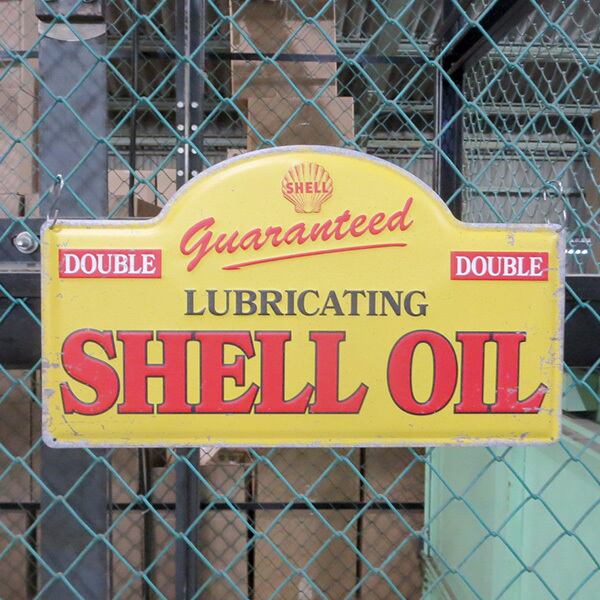 SHELL
Guaranteed
DOUBLE DOUBLE
LUBRICATING
SHELL OIL